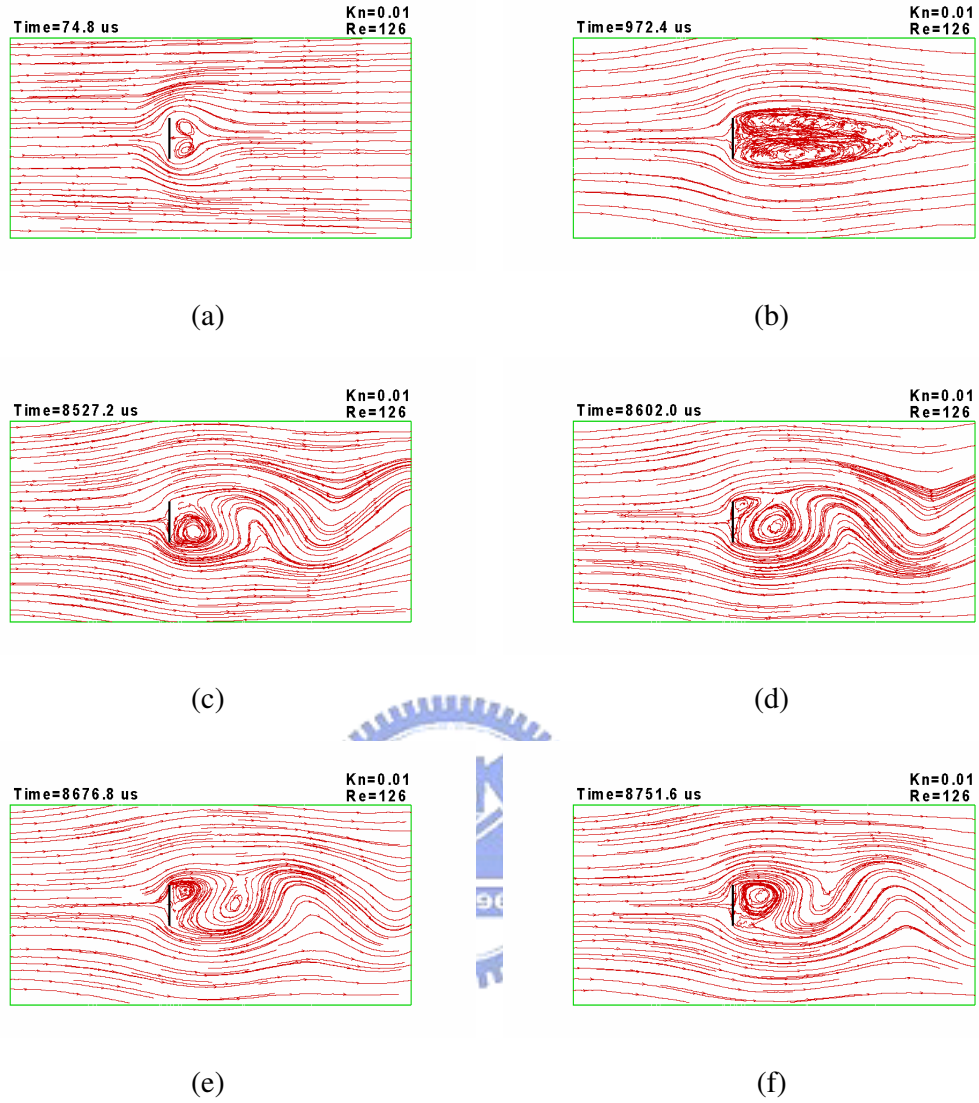 Time=74.8 us
Kn=0.01
Re=126
Time=972.4 us
Kn=0.01
Re=126
(a)
(b)
Time=8527.2 us
Kn=0.01
Re=126
Time=8602.0 us
Kn=0.01
Re=126
(c)
(d)
Time=8676.8 us
Kn=0.01
Re=126
Time=8751.6 us
Kn=0.01
Re=126
(e)
(f)